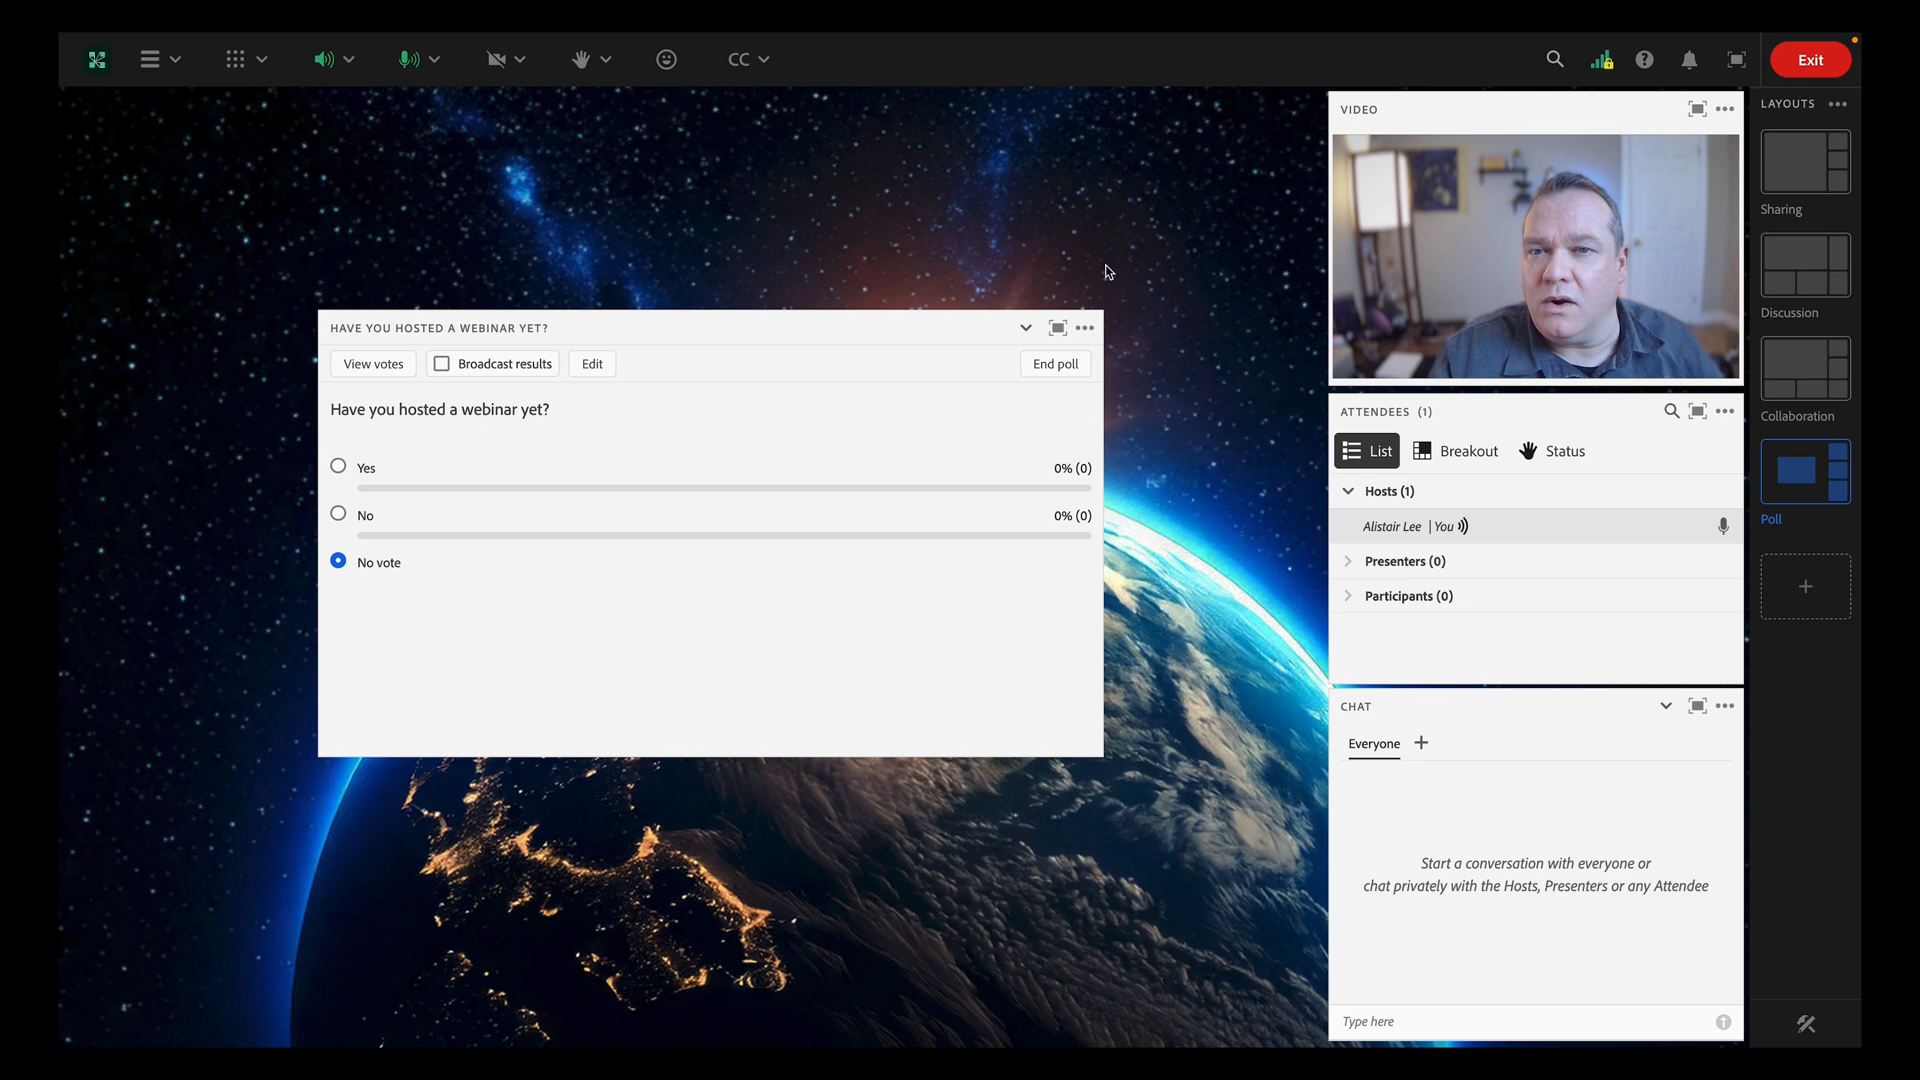 CC
Exit
HAVE YOU HOSTED A WEBINAR YET?
View votes
Broadcast results
Edit
End poll
Have you hosted a webinar yet?
Yes
0% (0)
No
0% (0)
No vote
VIDEO
ATTENDEES (1)
List
Breakout
Status
Hosts (1)
Alistair Lee | You
Presenters (0)
Participants (0)
CHAT
Everyone
Start a conversation with everyone or
chat privately with the Hosts, Presenters or any Attendee
Type here
LAYOUTS
Sharing
Discussion
Collaboration
Poll